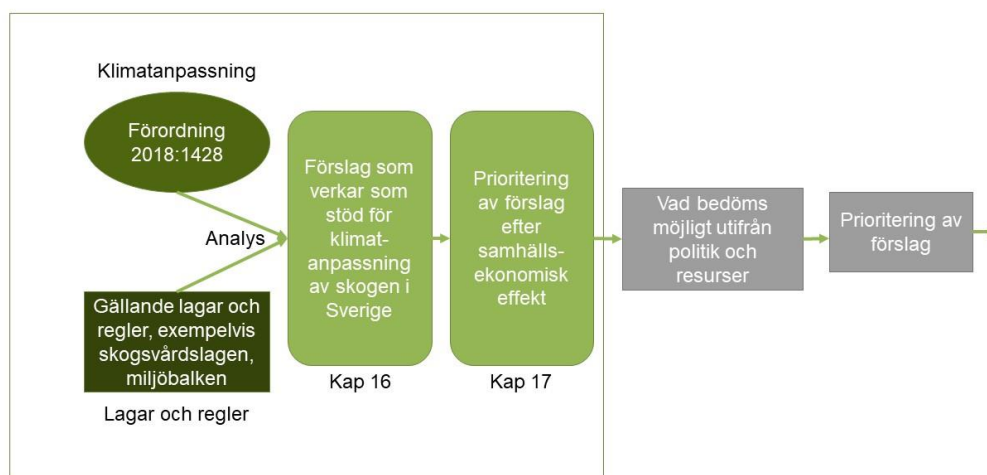 Klimatanpassning
Förordning
2018:1428
Analys
Gällande lagar och
regler, exempelvis
skogsvårdslagen,
miljöbalken
Lagar och regler
Förslag som
verkar som
stöd för
klimat-
anpassning
av skogen i
Sverige
Kap 16
Prioritering
av förslag
efter
samhälls-
ekonomisk
effekt
Kap 17
Vad bedöms
möjligt utifrån
politik och
resurser
Prioritering av
förslag